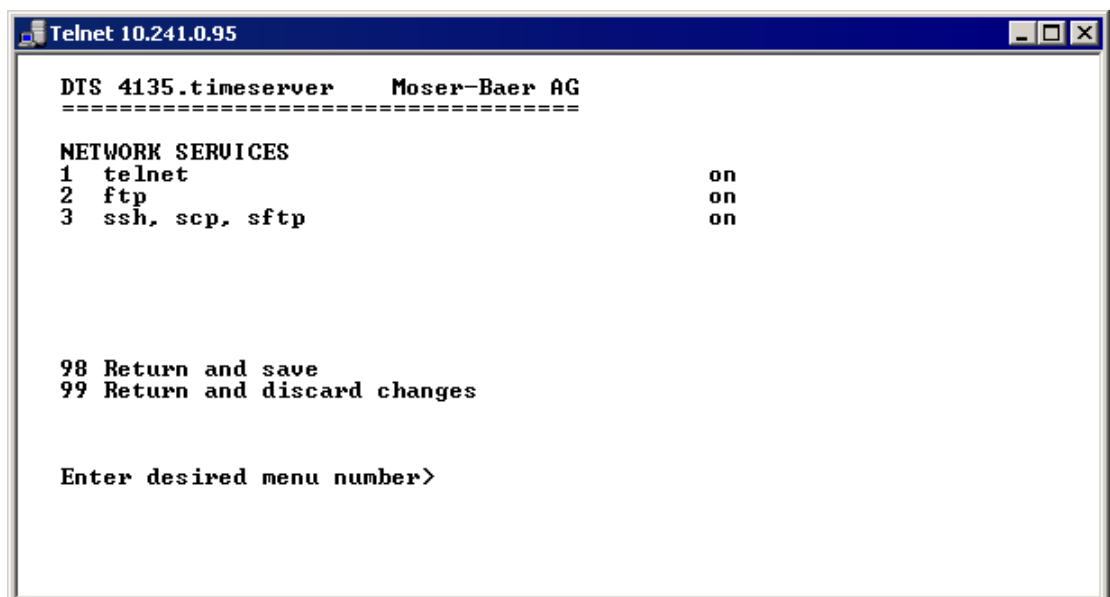 Telnet 10.241.0.95
DTS 4135.timeserver Moser-Baer AG
====================================
NETWORK SERVICES
1 telnet on
2 ftp on
3 ssh, scp, sftp on
98 Return and save
99 Return and discard changes
Enter desired menu number>